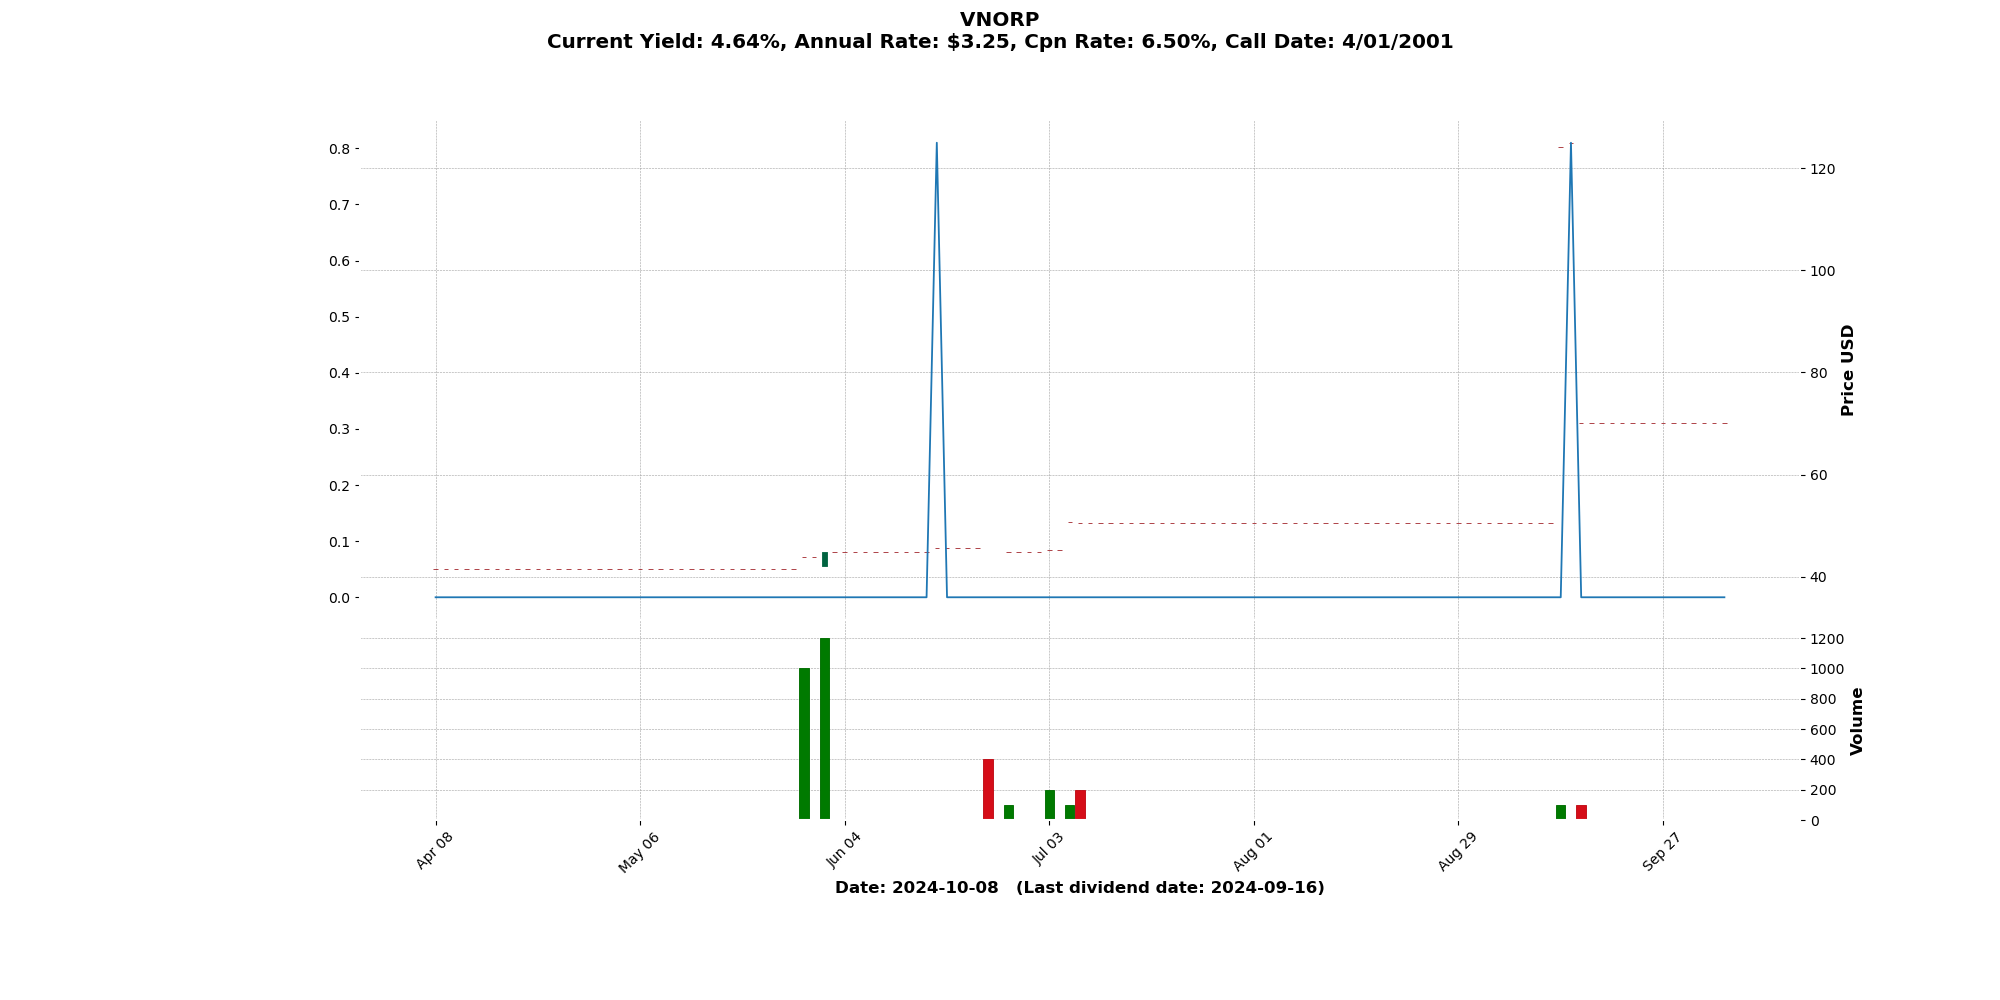 VNORP
Current Yield: 4.64%, Annual Rate: $3.25, Cpn Rate: 6.50%, Call Date: 4/01/2001
0.8
0.7
0.6
0.5
0.4
0.3
0.2
0.1
0.0
120
100
80
60
40
Price USD
1200
1000
800
600
400
200
0
Volume
Apr 08
May 06
Jun 04
Jul 03
Aug 01
Aug 29
Sep 27
Date: 2024-10-08   (Last dividend date: 2024-09-16)